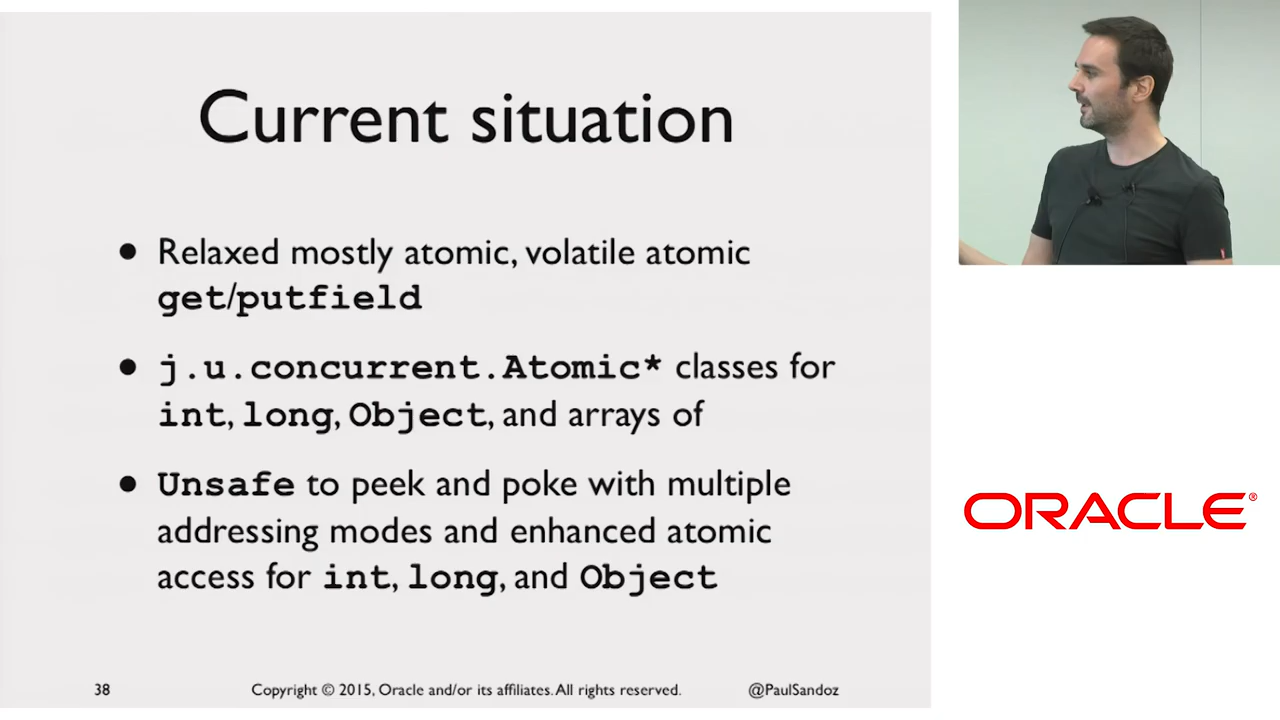 Current situation
• Relaxed mostly atomic, volatile atomic
get/putfield
• j.u.concurrent.Atomic* classes for
int, long, Object, and arrays of
• Unsafe to peek and poke with multiple
addressing modes and enhanced atomic
access for int, long, and Object
38 Copyright © 2015, Oracle and/or its affiliates. All rights reserved. @PaulSandoz
ORACLE®